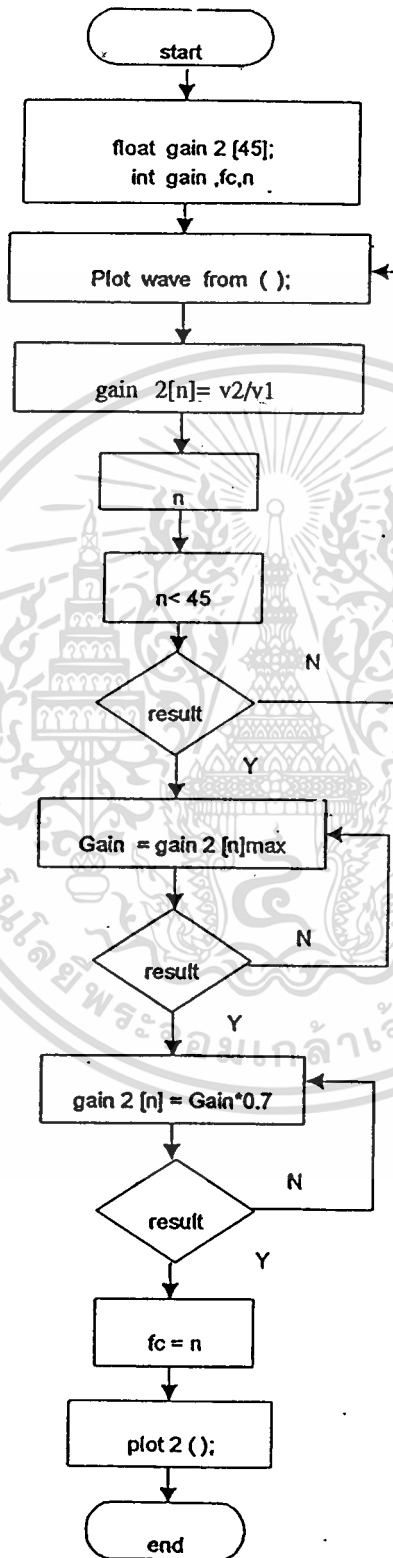 start
float gain 2 [45];
int gain ,fc,n
Plot wave from ( );
gain 2[n]= v2/v1
n
n< 45
N
result
Y
Gain = gain 2 [n]max
N
result
Y
gain 2 [n] = Gain*0.7
N
result
Y
fc = n
plot 2 ( );
end